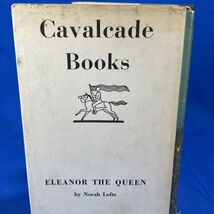 Cavalcade
Books
ELEANOR THE QUEEN
by Norah Lofts